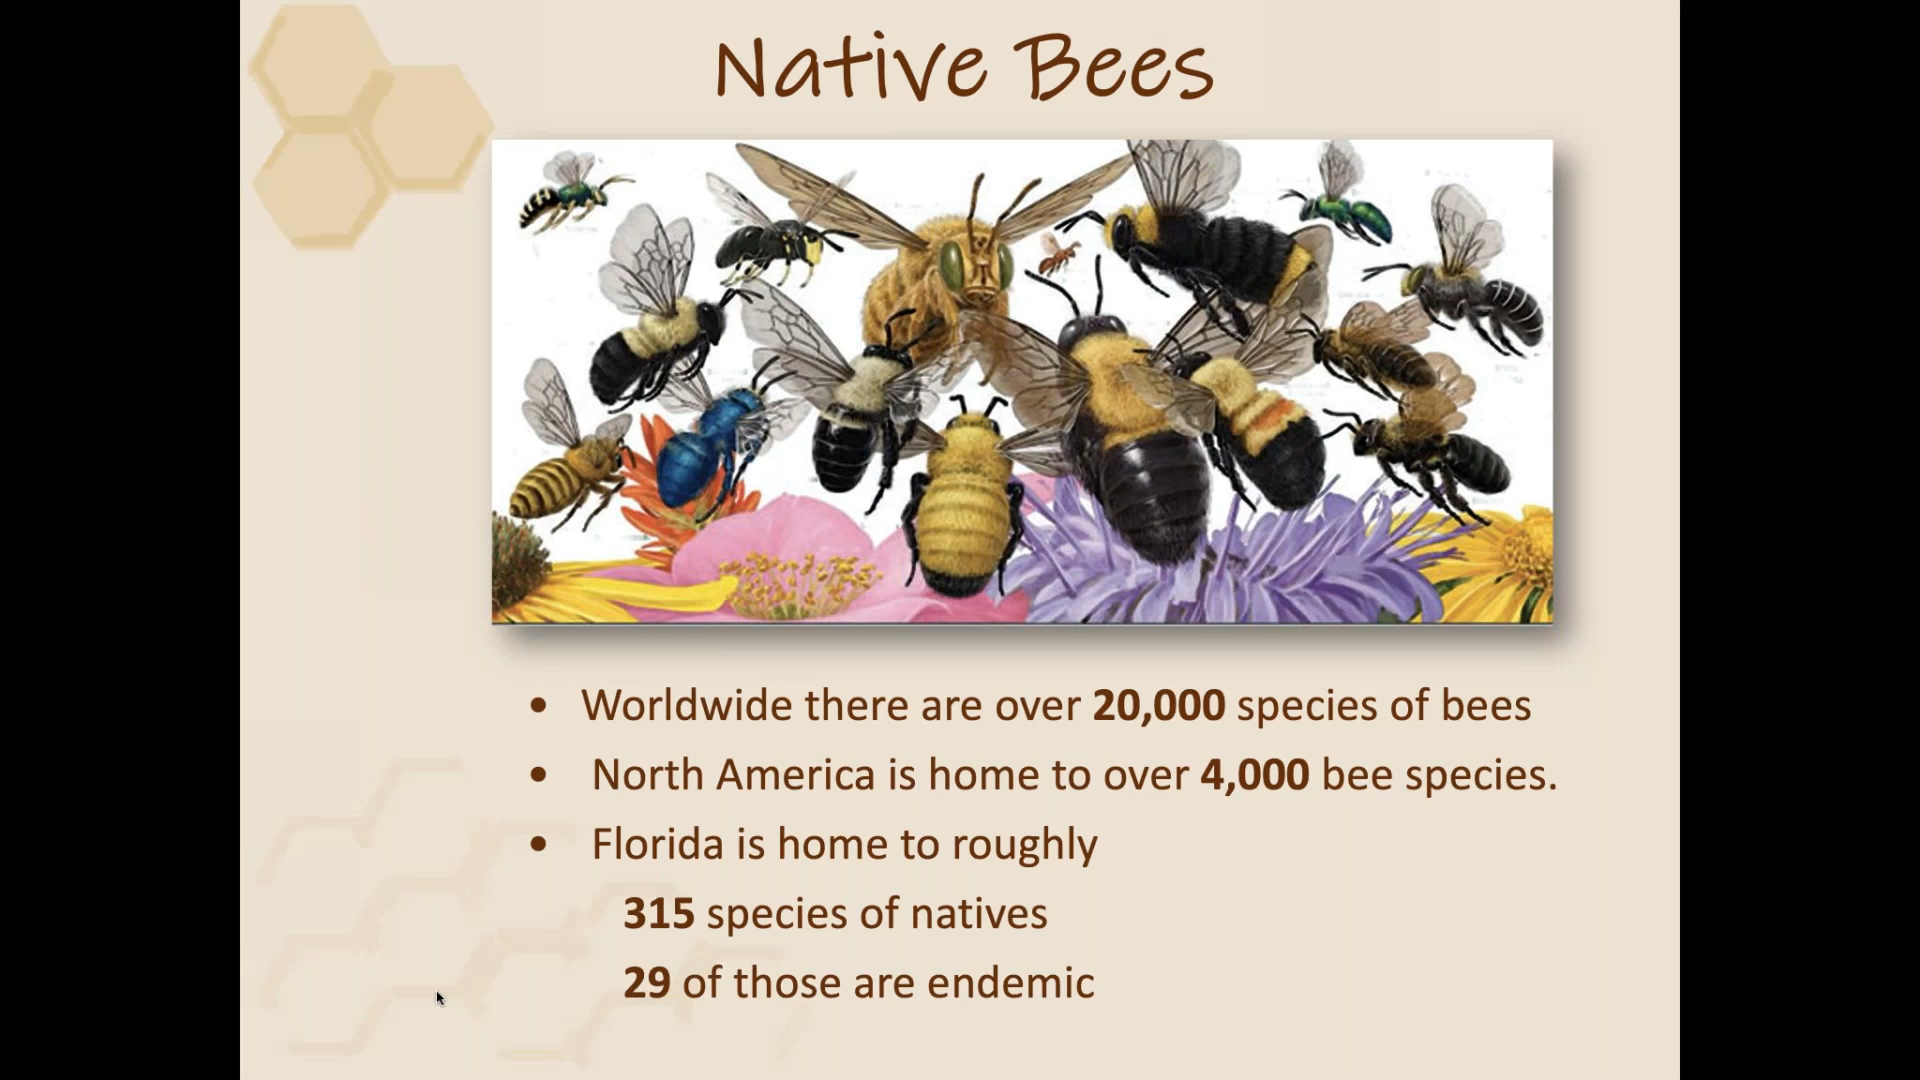 Native Bees
• Worldwide there are over 20,000 species of bees
• North America is home to over 4,000 bee species.
• Florida is home to roughly
315 species of natives
29 of those are endemic